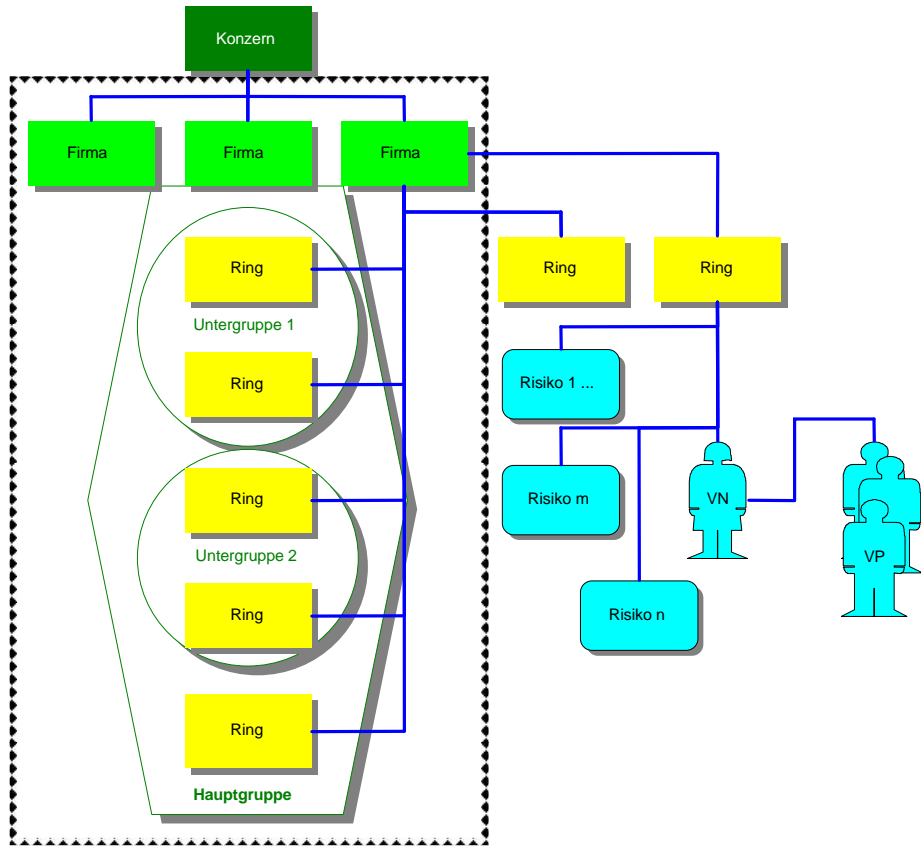 Konzern
Firma
Firma
Firma
Ring
Ring
Ring
Untergruppe 1
Ring
Risiko 1 ...
Ring
Risiko m
VN
Untergruppe 2
VP
Ring
Risiko n
Ring
Hauptgruppe